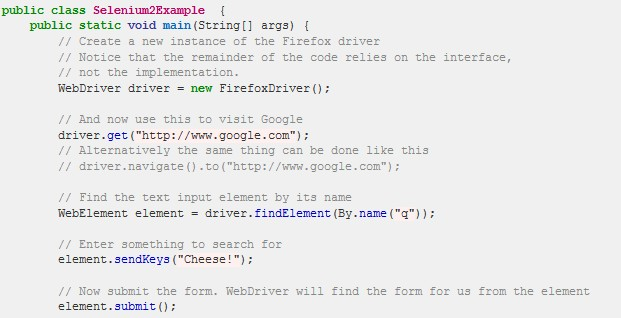 public class Selenium2Example  {
    public static void main(String[] args) {
        // Create a new instance of the Firefox driver
        // Notice that the remainder of the code relies on the interface,
        // not the implementation.
        WebDriver driver = new FirefoxDriver();

        // And now use this to visit Google
        driver.get("http://www.google.com");
        // Alternatively the same thing can be done like this
        // driver.navigate().to("http://www.google.com");

        // Find the text input element by its name
        WebElement element = driver.findElement(By.name("q"));

        // Enter something to search for
        element.sendKeys("Cheese!");

        // Now submit the form. WebDriver will find the form for us from the element
        element.submit();